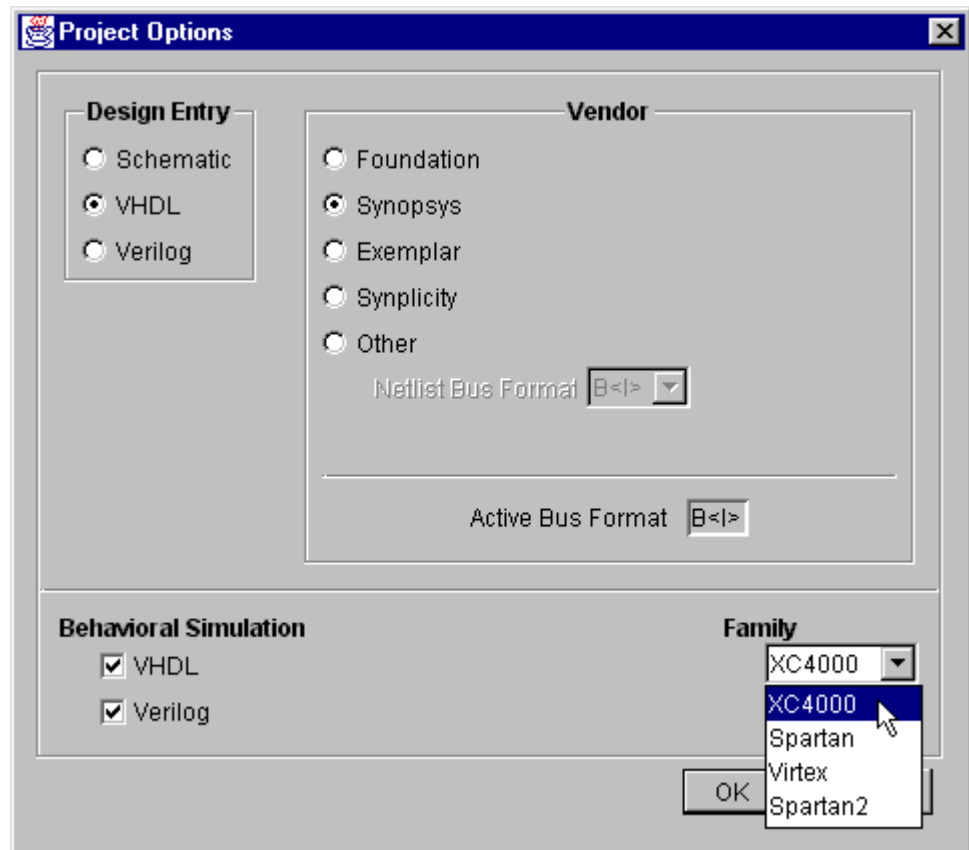 Project Options
Design Entry
Schematic
VHDL
Verilog
Vendor
Foundation
Synopsys
Exemplar
Synplicity
Other
Netlist Bus Format B<I>
Active Bus Format B<I>
Behavioral Simulation
VHDL
Verilog
Family
XC4000
XC4000
Spartan
Virtex
Spartan2
OK